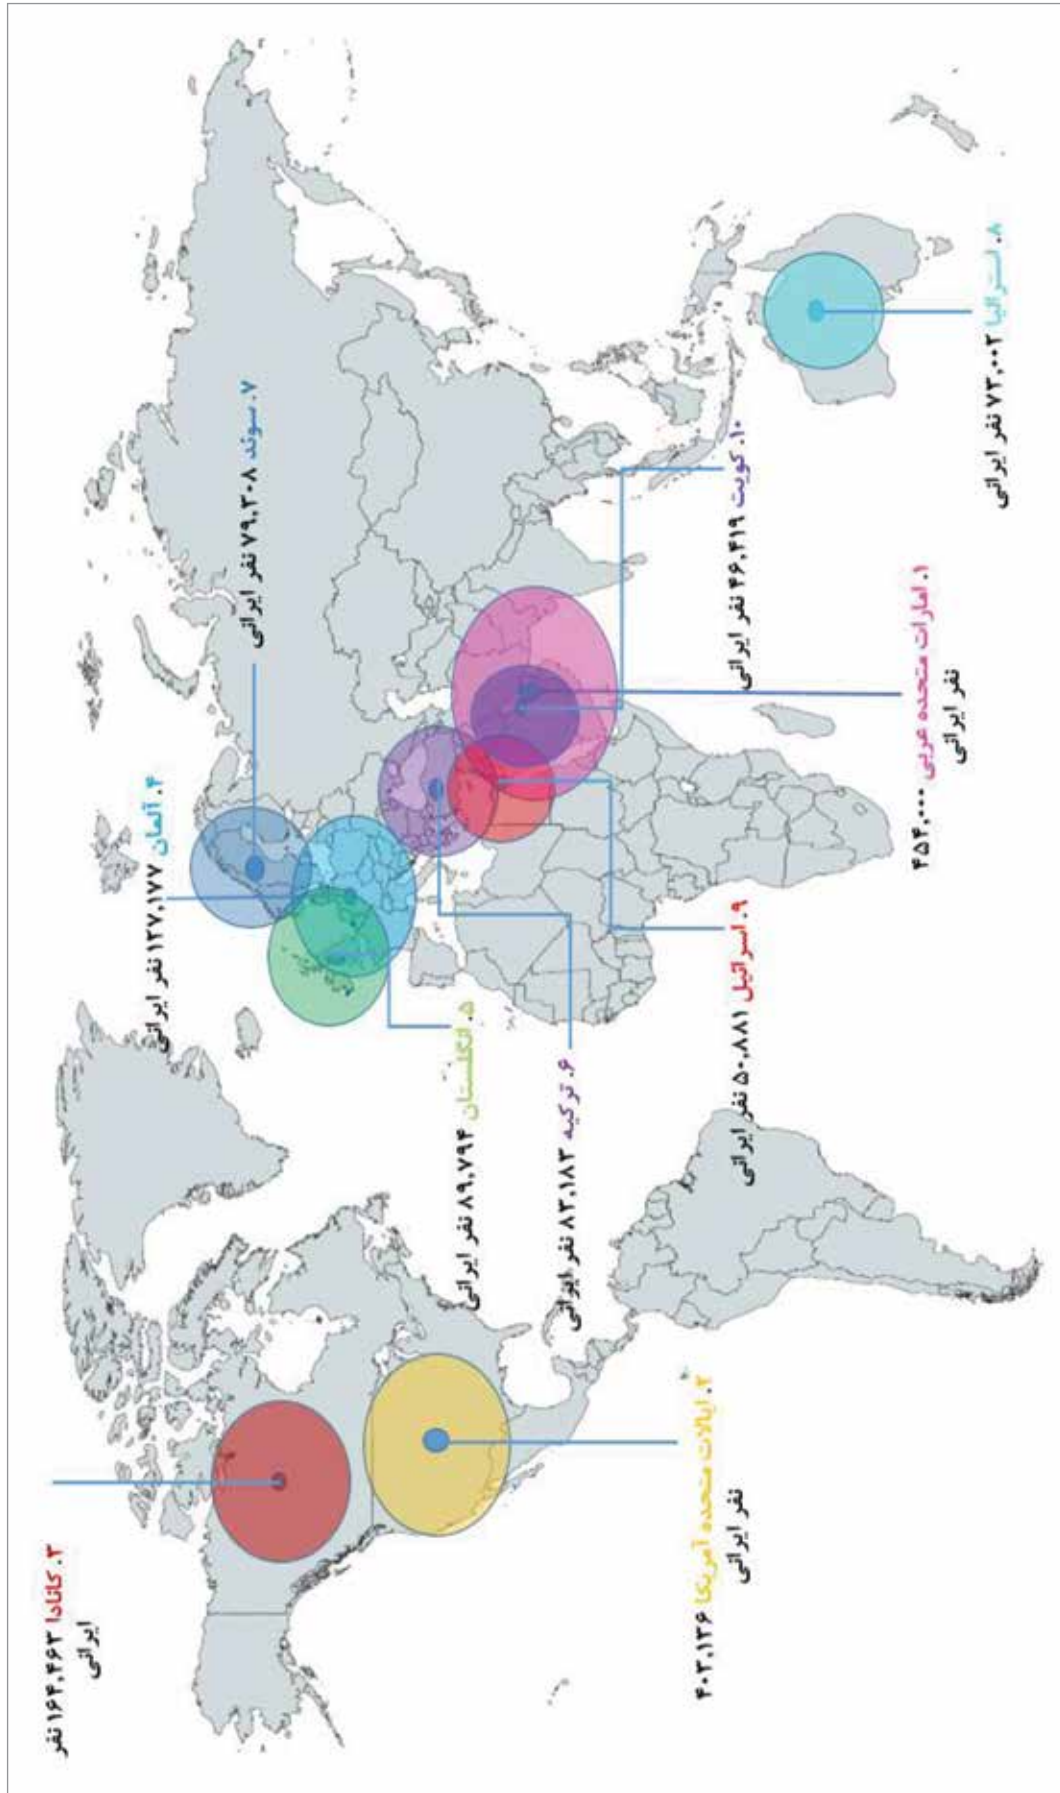 ۳. کانادا ۱۶۴,۴۶۳ نفر
ایرانی
۴. آلمان ۱۲۷,۱۷۷ نفر ایرانی
۷. سوئد ۷۹,۳۰۸ نفر ایرانی
۵. انگلستان ۸۹,۷۹۴ نفر ایرانی
۶. ترکیه ۸۳,۱۸۳ نفر ایرانی
۱۰. کویت ۴۶,۴۱۹ نفر ایرانی
۹. اسرائیل ۵۰,۸۸۱ نفر ایرانی
۲. ایالات متحده آمریکا ۴۰۳,۱۳۶
نفر ایرانی
۱. امارات متحده عربی ۴۵۴,۰۰۰
نفر ایرانی
۸. استرالیا ۷۳,۰۰۲ نفر ایرانی